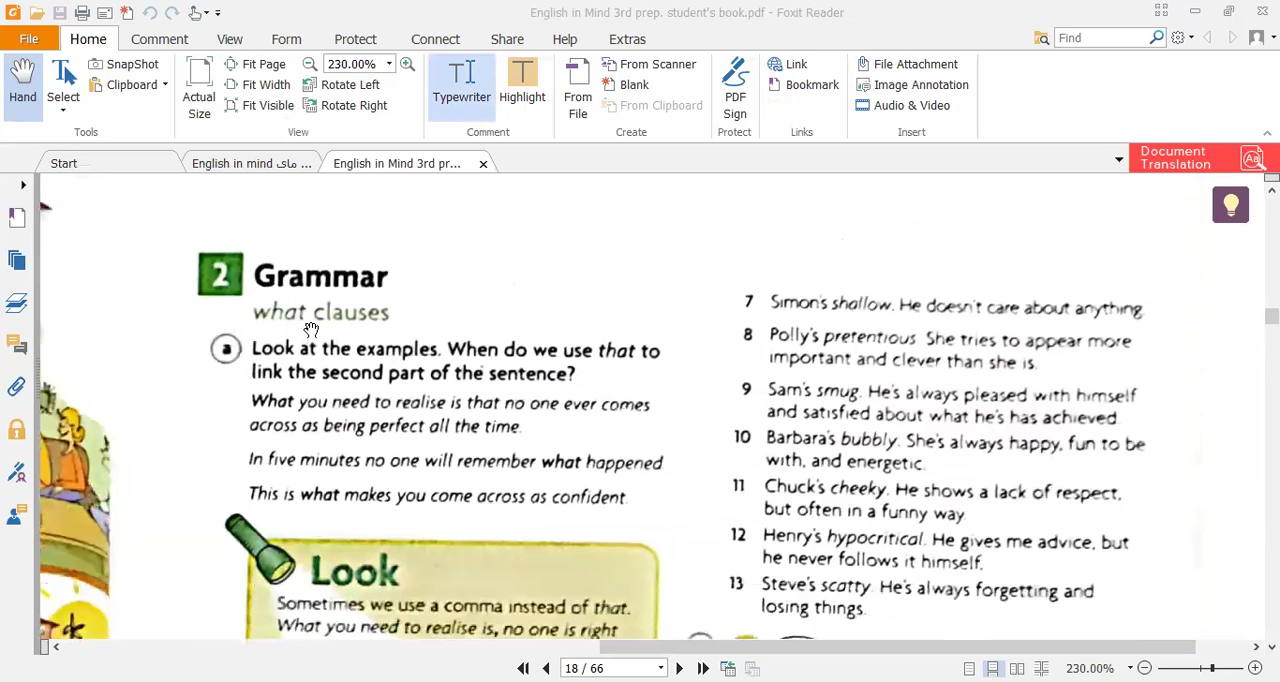 English in Mind 3rd prep. student's book.pdf - Foxit Reader
File
Home
Comment
View
Form
Protect
Connect
Share
Help
Extras
Find
Hand
Select
SnapShot
Clipboard
Actual
Size
Fit Page
Fit Width
Fit Visible
230.00%
Rotate Left
Rotate Right
Typewriter
Highlight
From
File
From Scanner
Blank
From Clipboard
PDF
Sign
Link
Bookmark
File Attachment
Image Annotation
Audio & Video
Tools
View
Comment
Create
Protect
Links
Insert
Start
English in mind ماى ...
English in Mind 3rd pr...
Document
Translation
2 Grammar
what clauses
a Look at the examples. When do we use that to
link the second part of the sentence?
What you need to realise is that no one ever comes
across as being perfect all the time.
In five minutes no one will remember what happened
This is what makes you come across as confident.
Look
Sometimes we use a comma instead of that.
What you need to realise is, no one is right
7 Simon's shallow. He doesn't care about anything.
8 Polly's pretentious She tries to appear more
important and clever than she is.
9 Sam's smug. He's always pleased with himself
and satisfied about what he's has achieved
10 Barbara's bubbly. She's always happy, fun to be
with, and energetic.
11 Chuck's cheeky. He shows a lack of respect,
but often in a funny way
12 Henry's hypocritical. He gives me advice, but
he never follows it himself.
13 Steve's scatty. He's always forgetting and
losing things.
18 / 66
230.00%